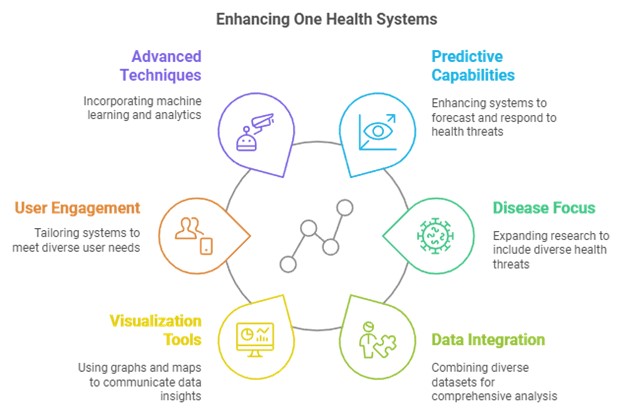 Enhancing One Health Systems
Advanced
Techniques
Incorporating machine
learning and analytics
Predictive
Capabilities
Enhancing systems to
forecast and respond to
health threats
User Engagement
Tailoring systems to
meet diverse user needs
Disease Focus
Expanding research to
include diverse health
threats
Visualization
Tools
Using graphs and maps
to communicate data
insights
Data Integration
Combining diverse
datasets for
comprehensive analysis